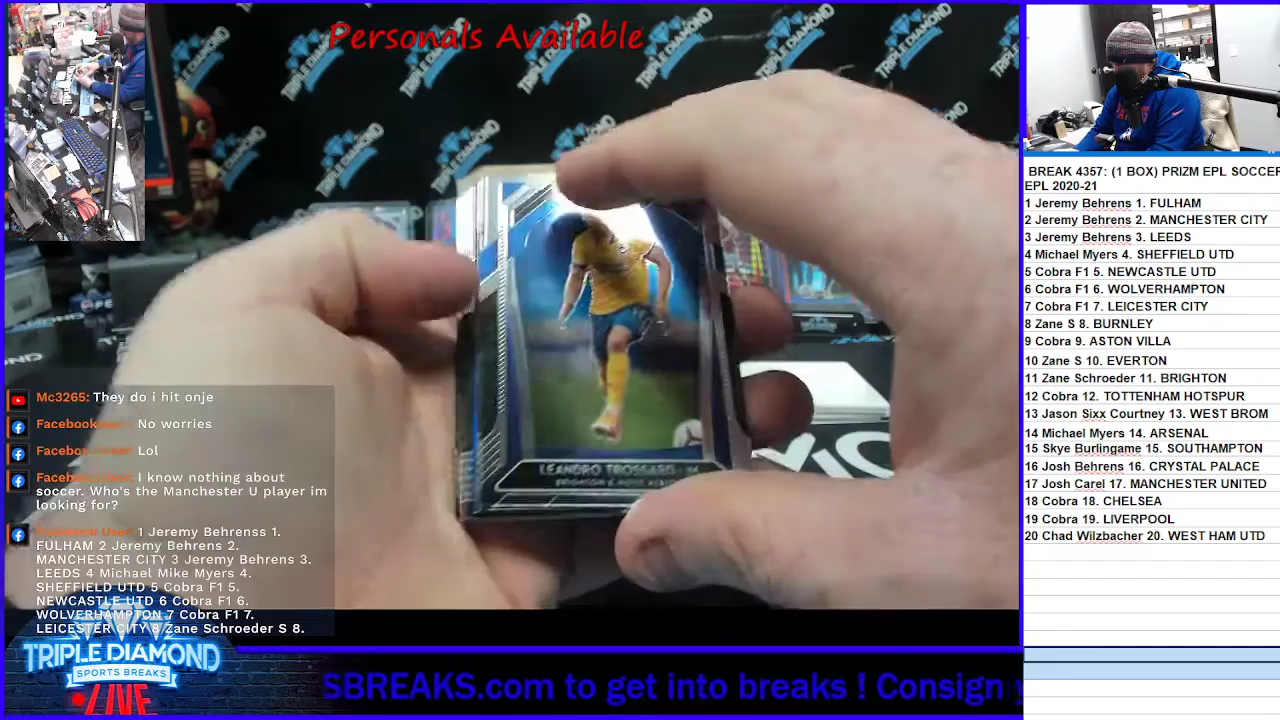 Personals Available
TRIPLE DIAMOND
LEANDRO TROSSARD
Mc3265: They do i hit onje
No worries
Lol
I know nothing about
soccer. Who's the Manchester U player im
looking for?
1 Jeremy Behrenss 1.
FULHAM 2 Jeremy Behrens 2.
MANCHESTER CITY 3 Jeremy Behrens 3.
LEEDS 4 Michael Mike Myers 4.
SHEFFIELD UTD 5 Cobra F1 5.
NEWCASTLE UTD 6 Cobra F1 6.
WOLVERHAMPTON 7 Cobra F1 7.
LEICESTER CITY 8 Zane Schroeder S 8.
TRIPLE DIAMOND
SPORTS BREAKS
LIVE
SBREAKS.com to get into breaks ! Consign
BREAK 4357: (1 BOX) PRIZM EPL SOCCER
EPL 2020-21
1 Jeremy Behrens 1. FULHAM
2 Jeremy Behrens 2. MANCHESTER CITY
3 Jeremy Behrens 3. LEEDS
4 Michael Myers 4. SHEFFIELD UTD
5 Cobra F1 5. NEWCASTLE UTD
6 Cobra F1 6. WOLVERHAMPTON
7 Cobra F1 7. LEICESTER CITY
8 Zane S 8. BURNLEY
9 Cobra 9. ASTON VILLA
10 Zane S 10. EVERTON
11 Zane Schroeder 11. BRIGHTON
12 Cobra 12. TOTTENHAM HOTSPUR
13 Jason Sixx Courtney 13. WEST BROM
14 Michael Myers 14. ARSENAL
15 Skye Burlingame 15. SOUTHAMPTON
16 Josh Behrens 16. CRYSTAL PALACE
17 Josh Carel 17. MANCHESTER UNITED
18 Cobra 18. CHELSEA
19 Cobra 19. LIVERPOOL
20 Chad Wilzbacher 20. WEST HAM UTD